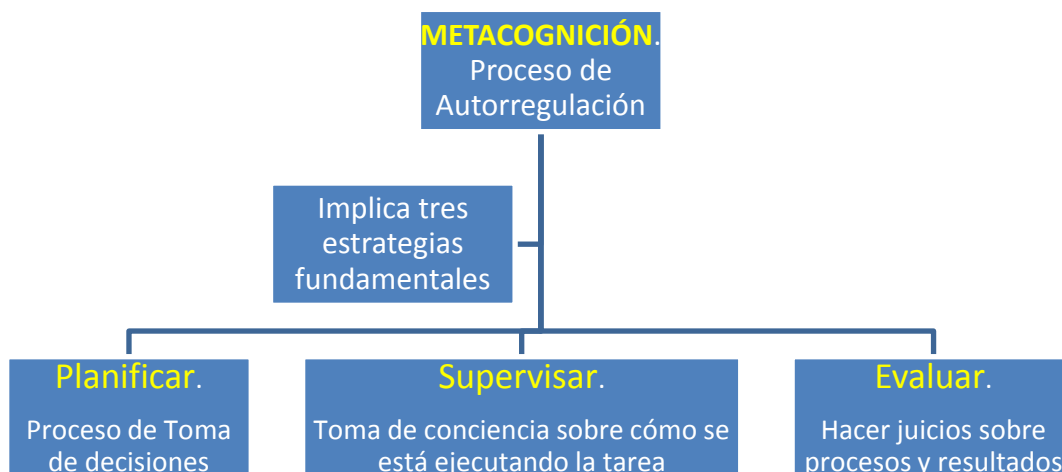 METACOGNICIÓN.
Proceso de
Autorregulación
Implica tres
estrategias
fundamentales
Planificar.
Proceso de Toma
de decisiones
Supervisar.
Toma de conciencia sobre cómo se
está ejecutando la tarea
Evaluar.
Hacer juicios sobre
procesos y resultados